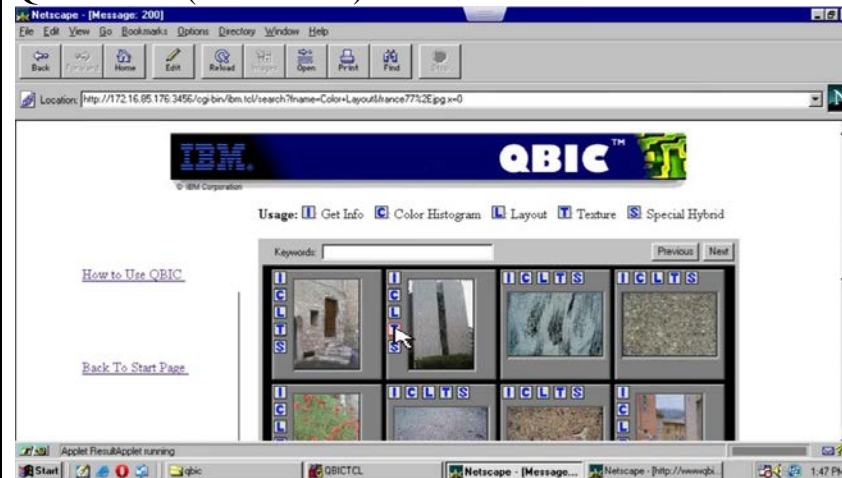 Netscape - [Message: 200]
File Edit View Go Bookmarks Options Directory Window Help
Back Forward Home Edit Reload Images Open Print Find Stop
Location: http://172.16.85.176.3456/cgi-bin/ibm.tcl/search?fname=Color+Layout&france77%2Ejpg.x=0
IBM. QBIC™
© IBM Corporation
Usage: I Get Info C Color Histogram L Layout T Texture S Special Hybrid
Keywords: Previous Next
How to Use QBIC
Back To Start Page
I C L T S
I C L T S
I C L T S
I C L T S
I C L
I C L T S
I C L T S
I C L
Applet ResultApplet running
Start qbic QBICTCL Netscape - [Message... Netscape - [http://wwwqbi... 1:47 PM